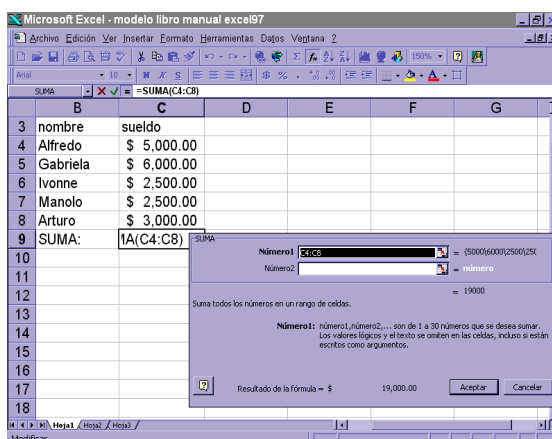 Microsoft Excel - modelo libro manual excel97
Archivo Edición Ver Insertar Formato Herramientas Datos Ventana ?
150%
Arial 10 N K S $ % ,
SUMA = =SUMA(C4:C8)
B C D E F G
3 nombre sueldo
4 Alfredo $ 5,000.00
5 Gabriela $ 6,000.00
6 Ivonne $ 2,500.00
7 Manolo $ 2,500.00
8 Arturo $ 3,000.00
9 SUMA: MA(C4:C8)
10
11
12
13
14
15
16
17
18
SUMA
Número1 C4:C8 = {5000\6000\2500\250
Número2 = número
= 19000
Suma todos los números en un rango de celdas.
Número1: número1,número2,... son de 1 a 30 números que se desea sumar.
Los valores lógicos y el texto se omiten en las celdas, incluso si están
escritos como argumentos.
Resultado de la fórmula = $ 19,000.00 Aceptar Cancelar
Hoja1 Hoja2 Hoja3
Modificar